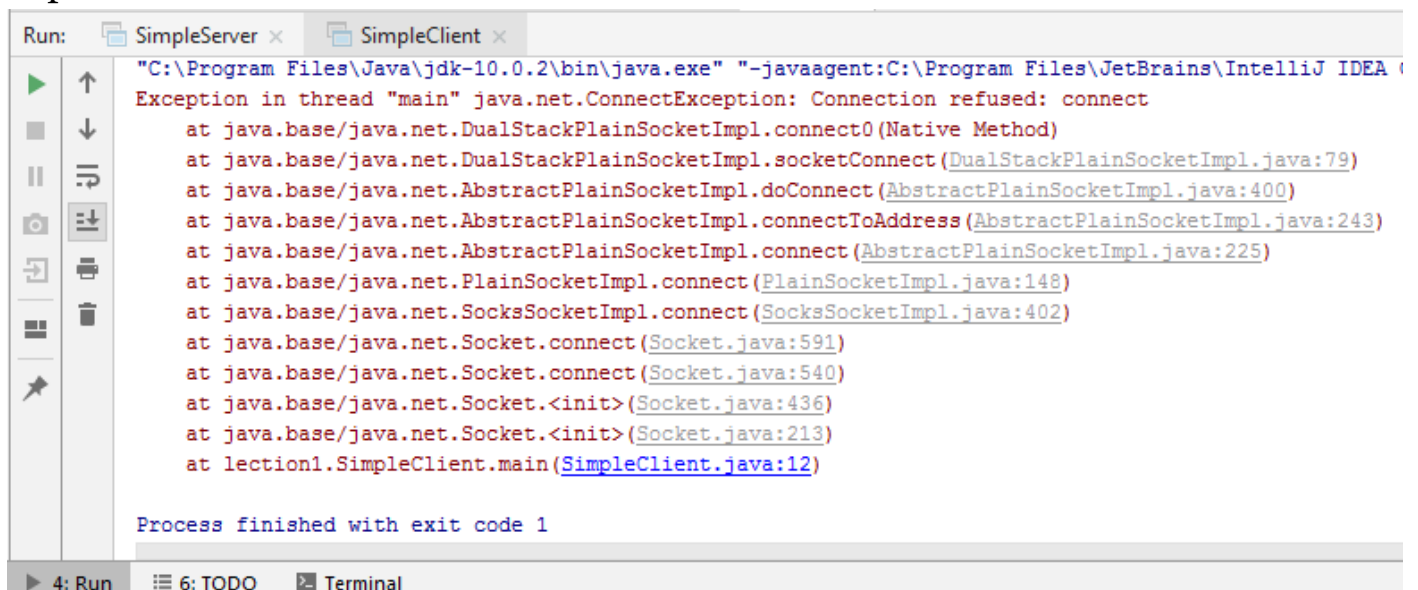 Run: SimpleServer × SimpleClient ×
"C:\Program Files\Java\jdk-10.0.2\bin\java.exe" "-javaagent:C:\Program Files\JetBrains\IntelliJ IDEA
Exception in thread "main" java.net.ConnectException: Connection refused: connect
at java.base/java.net.DualStackPlainSocketImpl.connect0(Native Method)
at java.base/java.net.DualStackPlainSocketImpl.socketConnect(DualStackPlainSocketImpl.java:79)
at java.base/java.net.AbstractPlainSocketImpl.doConnect(AbstractPlainSocketImpl.java:400)
at java.base/java.net.AbstractPlainSocketImpl.connectToAddress(AbstractPlainSocketImpl.java:243)
at java.base/java.net.AbstractPlainSocketImpl.connect(AbstractPlainSocketImpl.java:225)
at java.base/java.net.PlainSocketImpl.connect(PlainSocketImpl.java:148)
at java.base/java.net.SocksSocketImpl.connect(SocksSocketImpl.java:402)
at java.base/java.net.Socket.connect(Socket.java:591)
at java.base/java.net.Socket.connect(Socket.java:540)
at java.base/java.net.Socket.<init>(Socket.java:436)
at java.base/java.net.Socket.<init>(Socket.java:213)
at lection1.SimpleClient.main(SimpleClient.java:12)
Process finished with exit code 1
4: Run 6: TODO Terminal